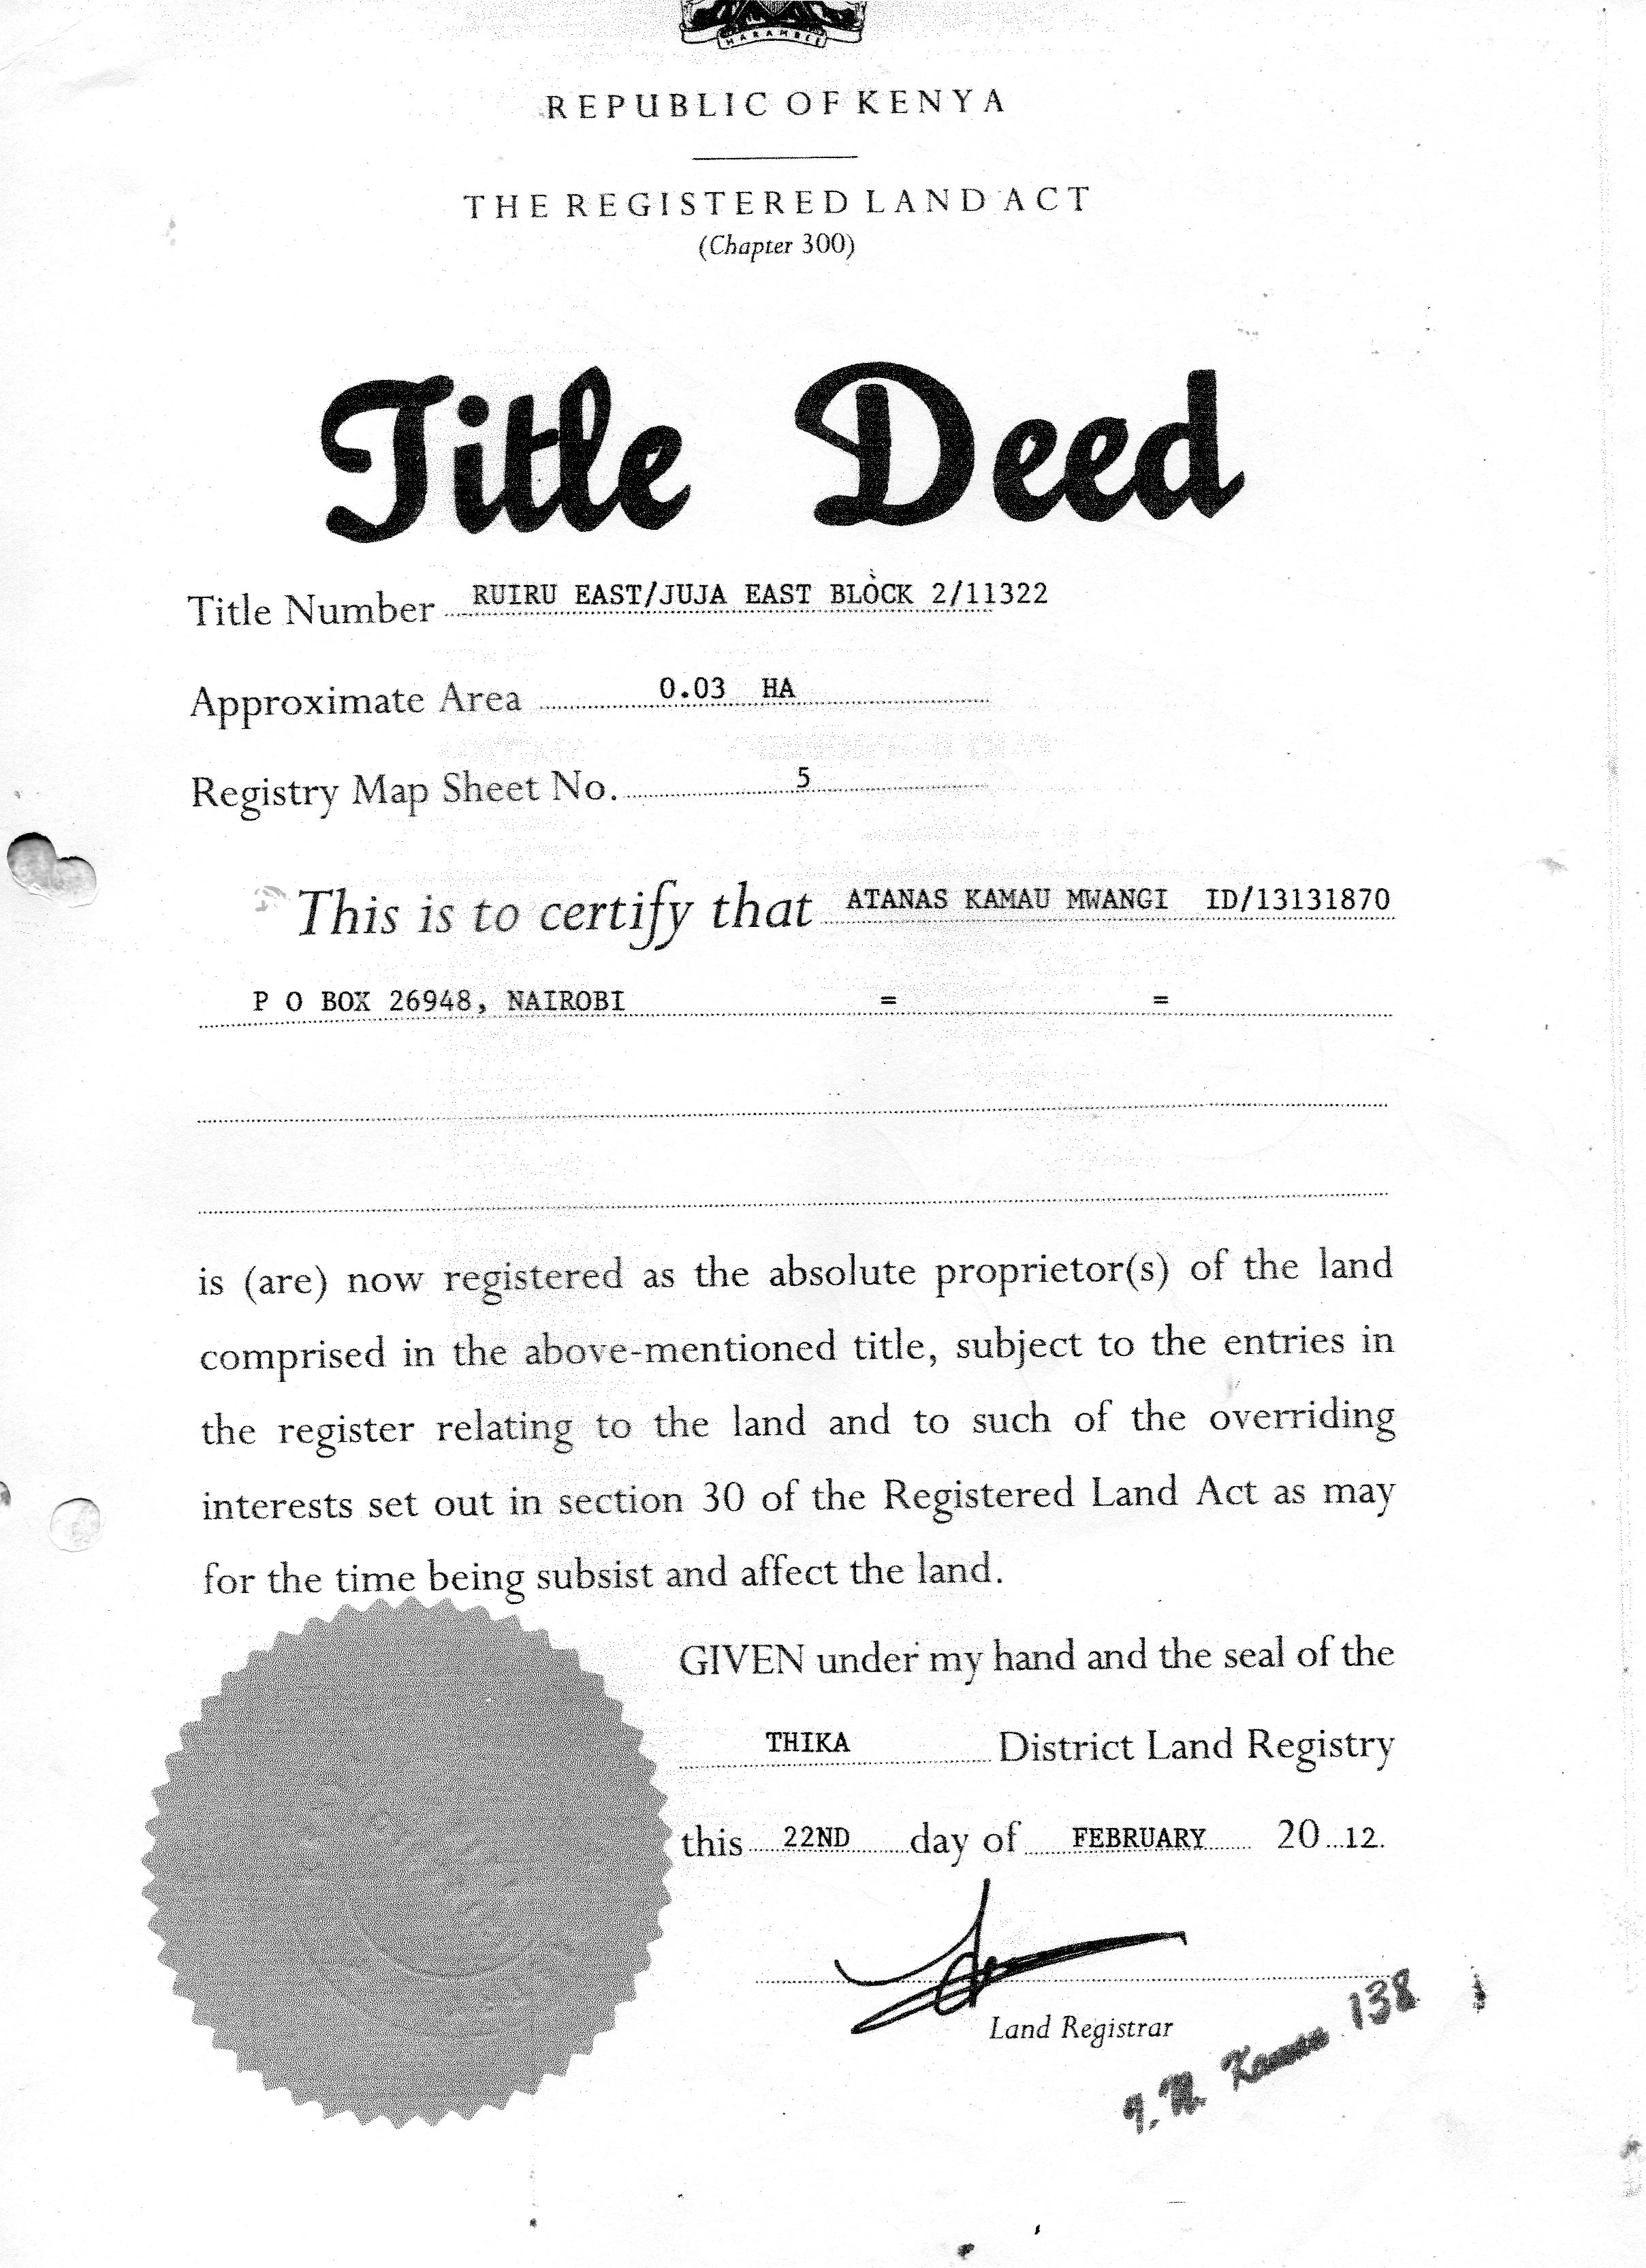 HARAMBEE
REPUBLIC OF KENYA
THE REGISTERED LAND ACT
(Chapter 300)
Title Deed
Title Number RUIRU EAST/JUJA EAST BLOCK 2/11322
Approximate Area 0.03 HA
Registry Map Sheet No. 5
This is to certify that ATANAS KAMAU MWANGI ID/13131870
P O BOX 26948, NAIROBI = =
is (are) now registered as the absolute proprietor(s) of the land
comprised in the above-mentioned title, subject to the entries in
the register relating to the land and to such of the overriding
interests set out in section 30 of the Registered Land Act as may
for the time being subsist and affect the land.
GIVEN under my hand and the seal of the
THIKA District Land Registry
this 22ND day of FEBRUARY 20 12.
Land Registrar
138